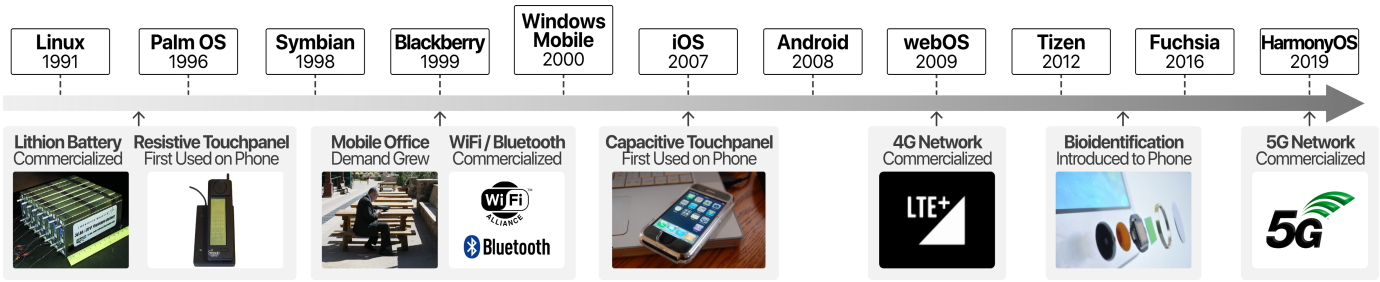 Linux
1991
Palm OS
1996
Symbian
1998
Blackberry
1999
Windows
Mobile
2000
iOS
2007
Android
2008
webOS
2009
Tizen
2012
Fuchsia
2016
HarmonyOS
2019
Lithion Battery
Commercialized
Resistive Touchpanel
First Used on Phone
Mobile Office
Demand Grew
WiFi / Bluetooth
Commercialized
Wi Fi
ALLIANCE
Bluetooth
Capacitive Touchpanel
First Used on Phone
4G Network
Commercialized
LTE+
Bioidentification
Introduced to Phone
5G Network
Commercialized
5G